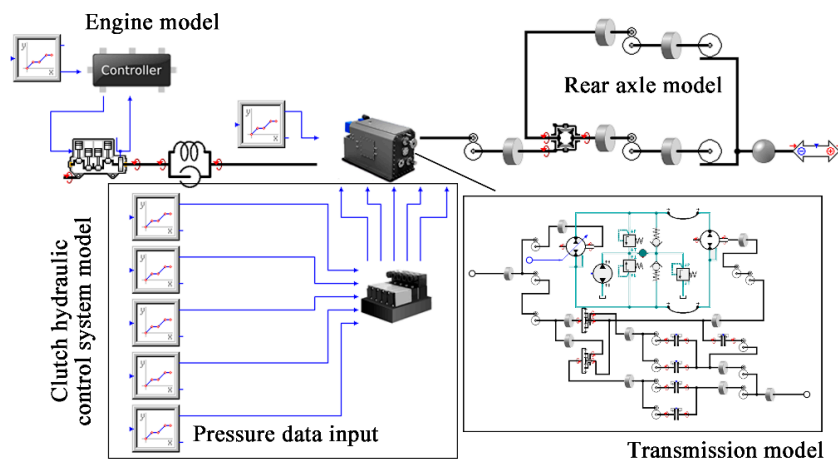 Engine model
y
x
Controller
y
x
Rear axle model
Clutch hydraulic
control system model
y
x
y
x
y
x
y
x
y
x
Pressure data input
Transmission model